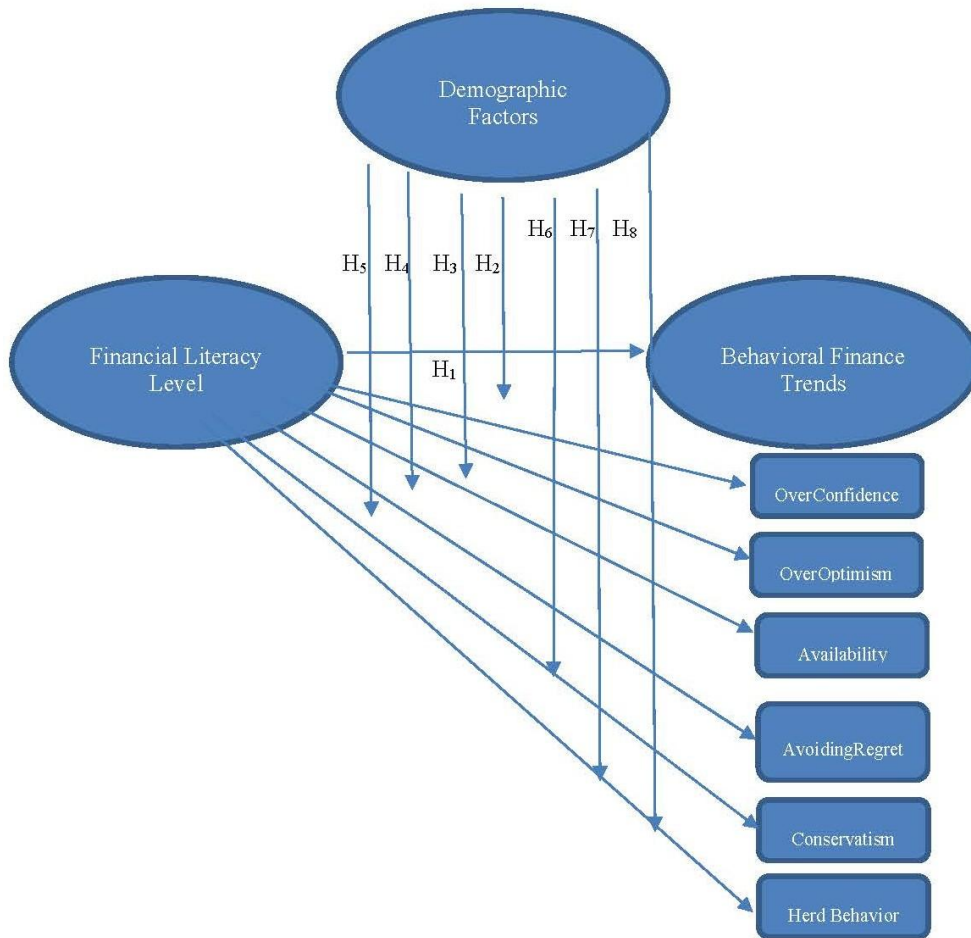 Demographic
Factors
H₆ H₇ H₈
H₅ H₄ H₃ H₂
Financial Literacy
Level
H₁
Behavioral Finance
Trends
OverConfidence
OverOptimism
Availability
AvoidingRegret
Conservatism
Herd Behavior